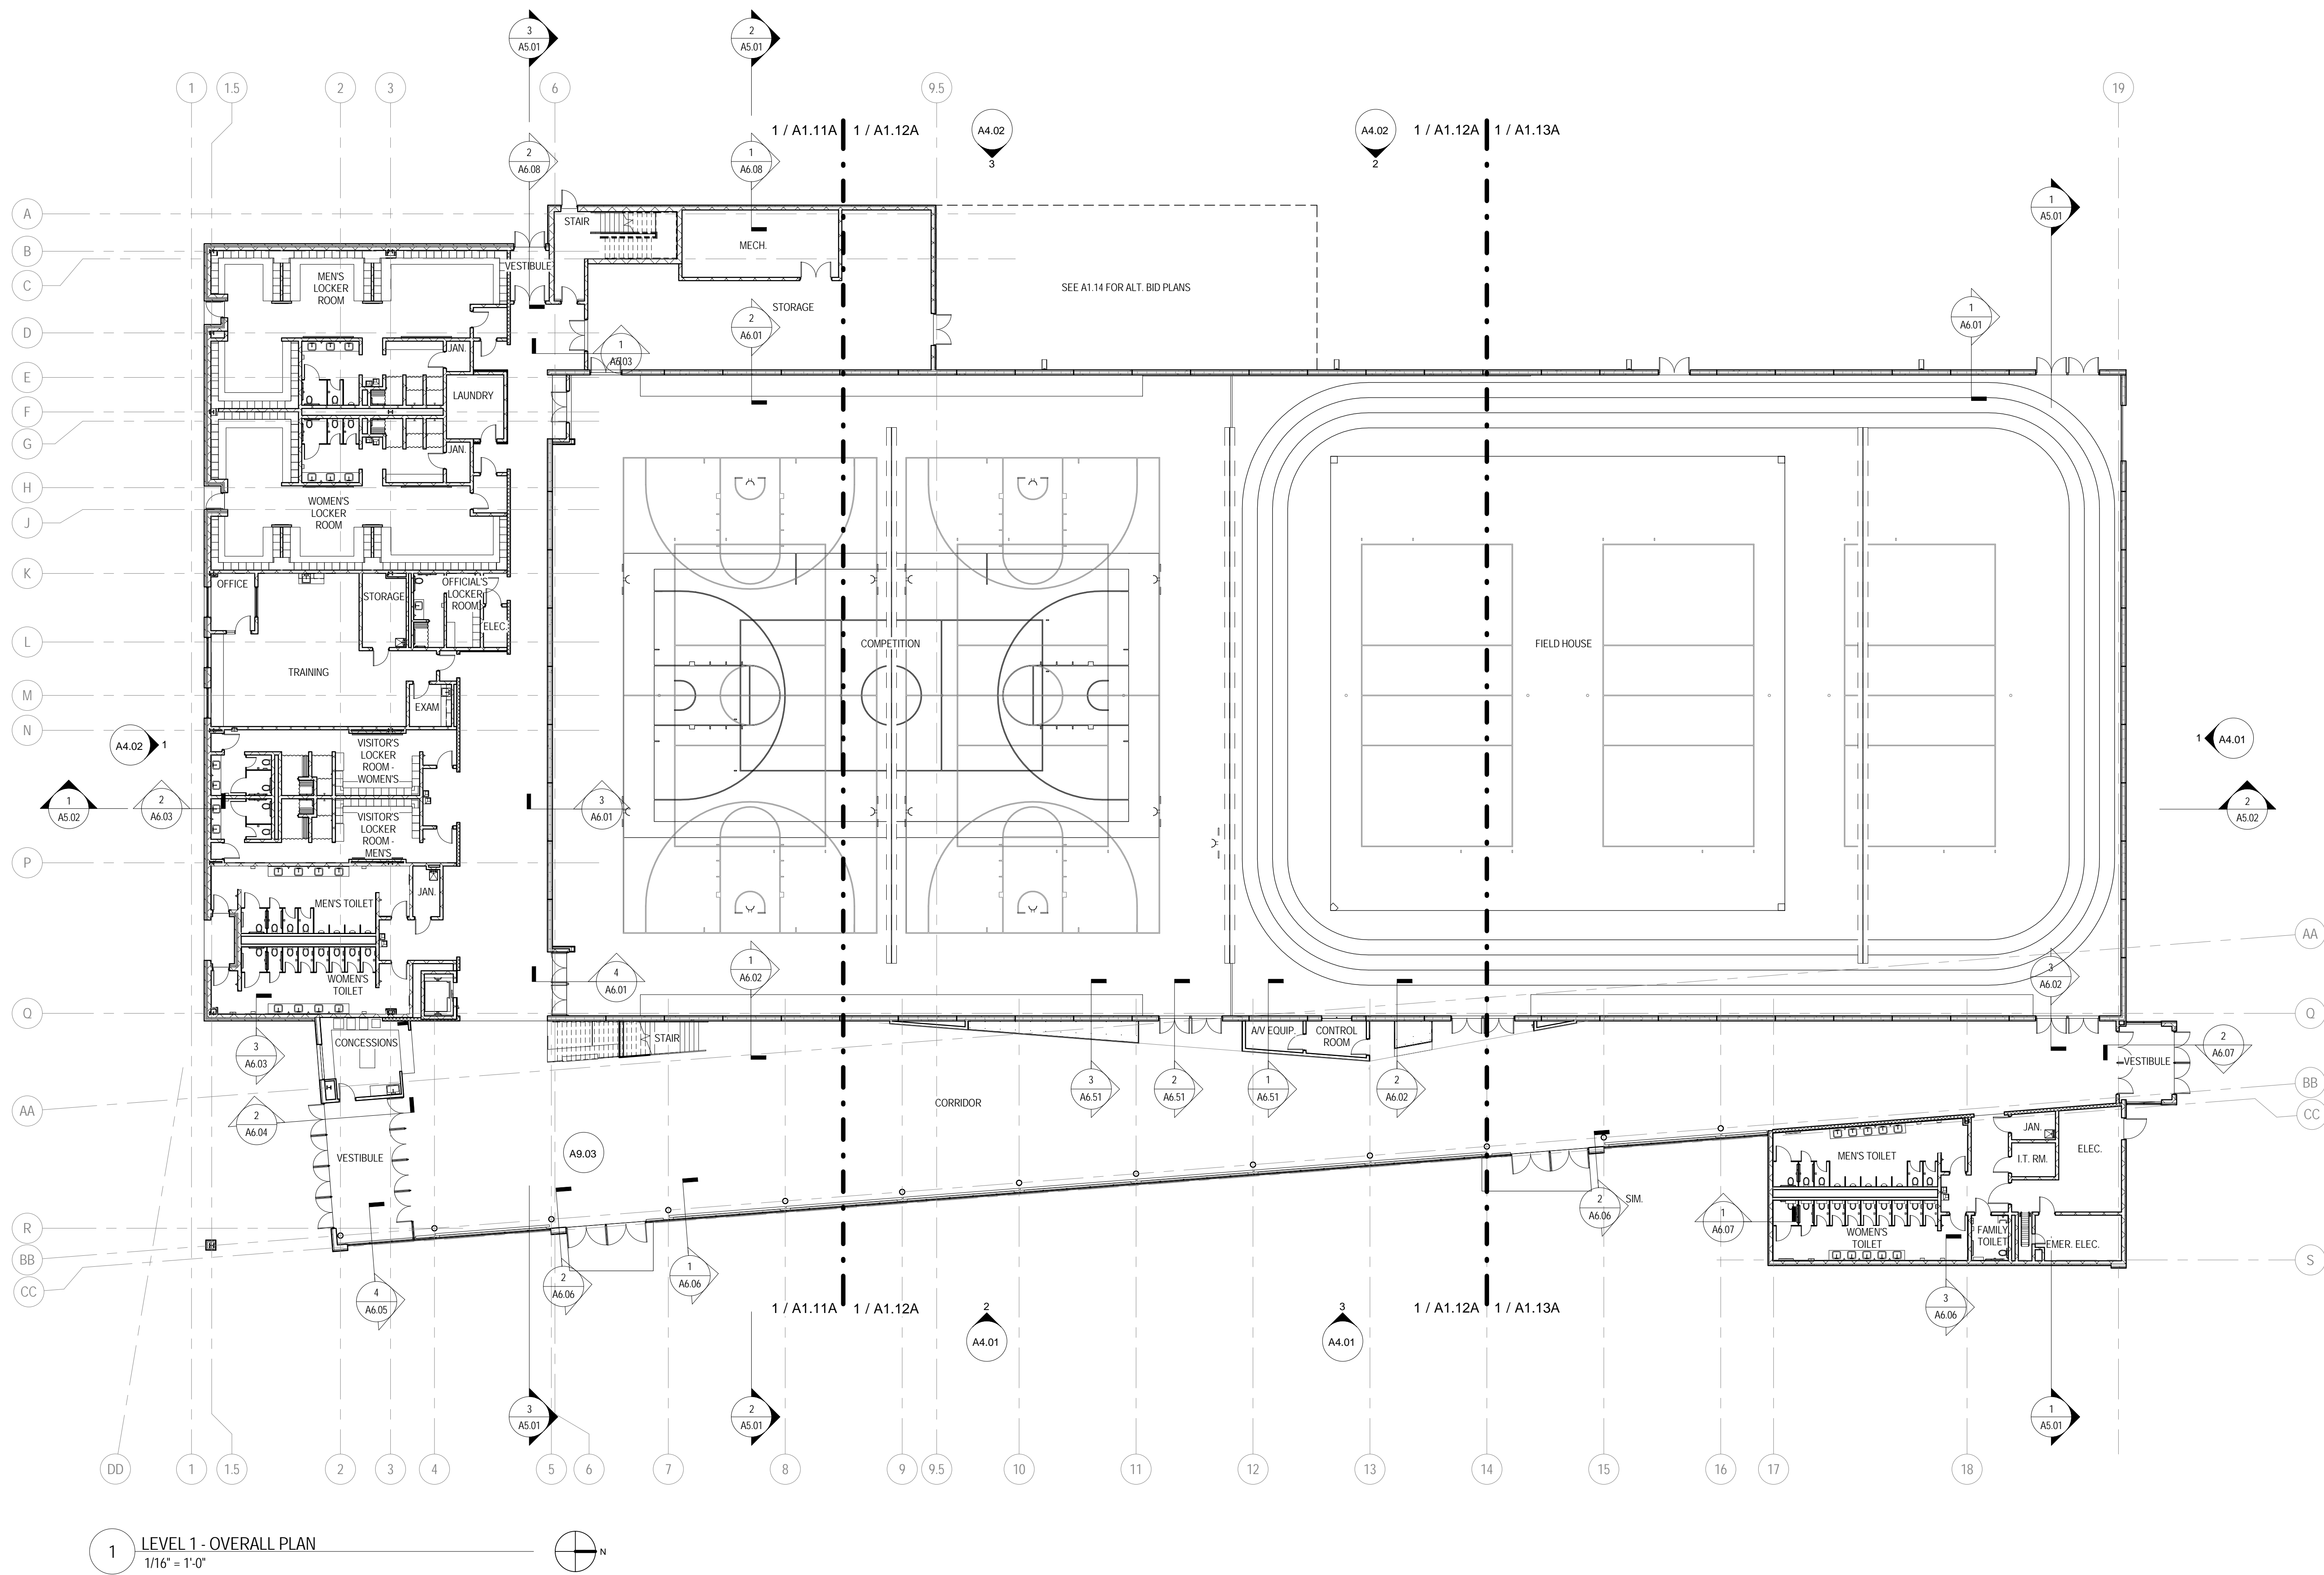 3
A5.01
2
A5.01
1
1.5
2
3
6
9.5
19
1 / A1.11A
1 / A1.12A
A4.02
3
A4.02
2
1 / A1.12A
1 / A1.13A
2
A6.08
1
A6.08
1
A5.01
A
B
C
D
E
F
G
H
J
K
L
M
N
P
Q
AA
R
BB
CC
STAIR
MECH.
VESTIBULE
MEN'S
LOCKER
ROOM
STORAGE
SEE A1.14 FOR ALT. BID PLANS
2
A6.01
1
A6.03
1
A6.01
JAN.
LAUNDRY
JAN.
WOMEN'S
LOCKER
ROOM
OFFICE
STORAGE
OFFICIAL'S
LOCKER
ROOM
ELEC.
TRAINING
EXAM
COMPETITION
FIELD HOUSE
A4.02
1
1
A5.02
2
A6.03
VISITOR'S
LOCKER
ROOM -
WOMEN'S
VISITOR'S
LOCKER
ROOM -
MEN'S
3
A6.01
1
A4.01
2
A5.02
JAN.
MEN'S TOILET
WOMEN'S
TOILET
4
A6.01
1
A6.02
3
A6.02
AA
Q
STAIR
A/V EQUIP.
CONTROL
ROOM
CONCESSIONS
3
A6.03
3
A6.51
2
A6.51
1
A6.51
2
A6.02
VESTIBULE
2
A6.07
BB
CC
CORRIDOR
2
A6.04
A9.03
VESTIBULE
MEN'S TOILET
JAN.
I.T. RM.
ELEC.
2
A6.06
SIM.
1
A6.07
WOMEN'S
TOILET
FAMILY
TOILET
EMER. ELEC.
S
4
A6.05
2
A6.06
1
A6.06
3
A6.06
1 / A1.11A
1 / A1.12A
2
A4.01
3
A4.01
1 / A1.12A
1 / A1.13A
3
A5.01
2
A5.01
1
A5.01
DD
1
1.5
2
3
4
5
6
7
8
9
9.5
10
11
12
13
14
15
16
17
18
1
LEVEL 1 - OVERALL PLAN
1/16" = 1'-0"
N